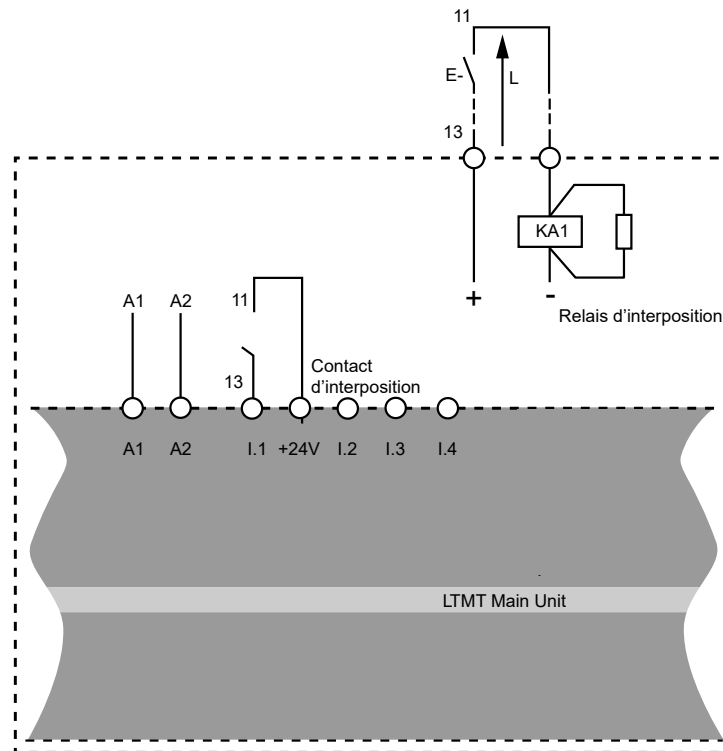 11
E-
L
13
KA1
+
-
Relais d’interposition
A1
A2
11
13
Contact
d’interposition
A1
A2
I.1
+24V
I.2
I.3
I.4
LTMT Main Unit